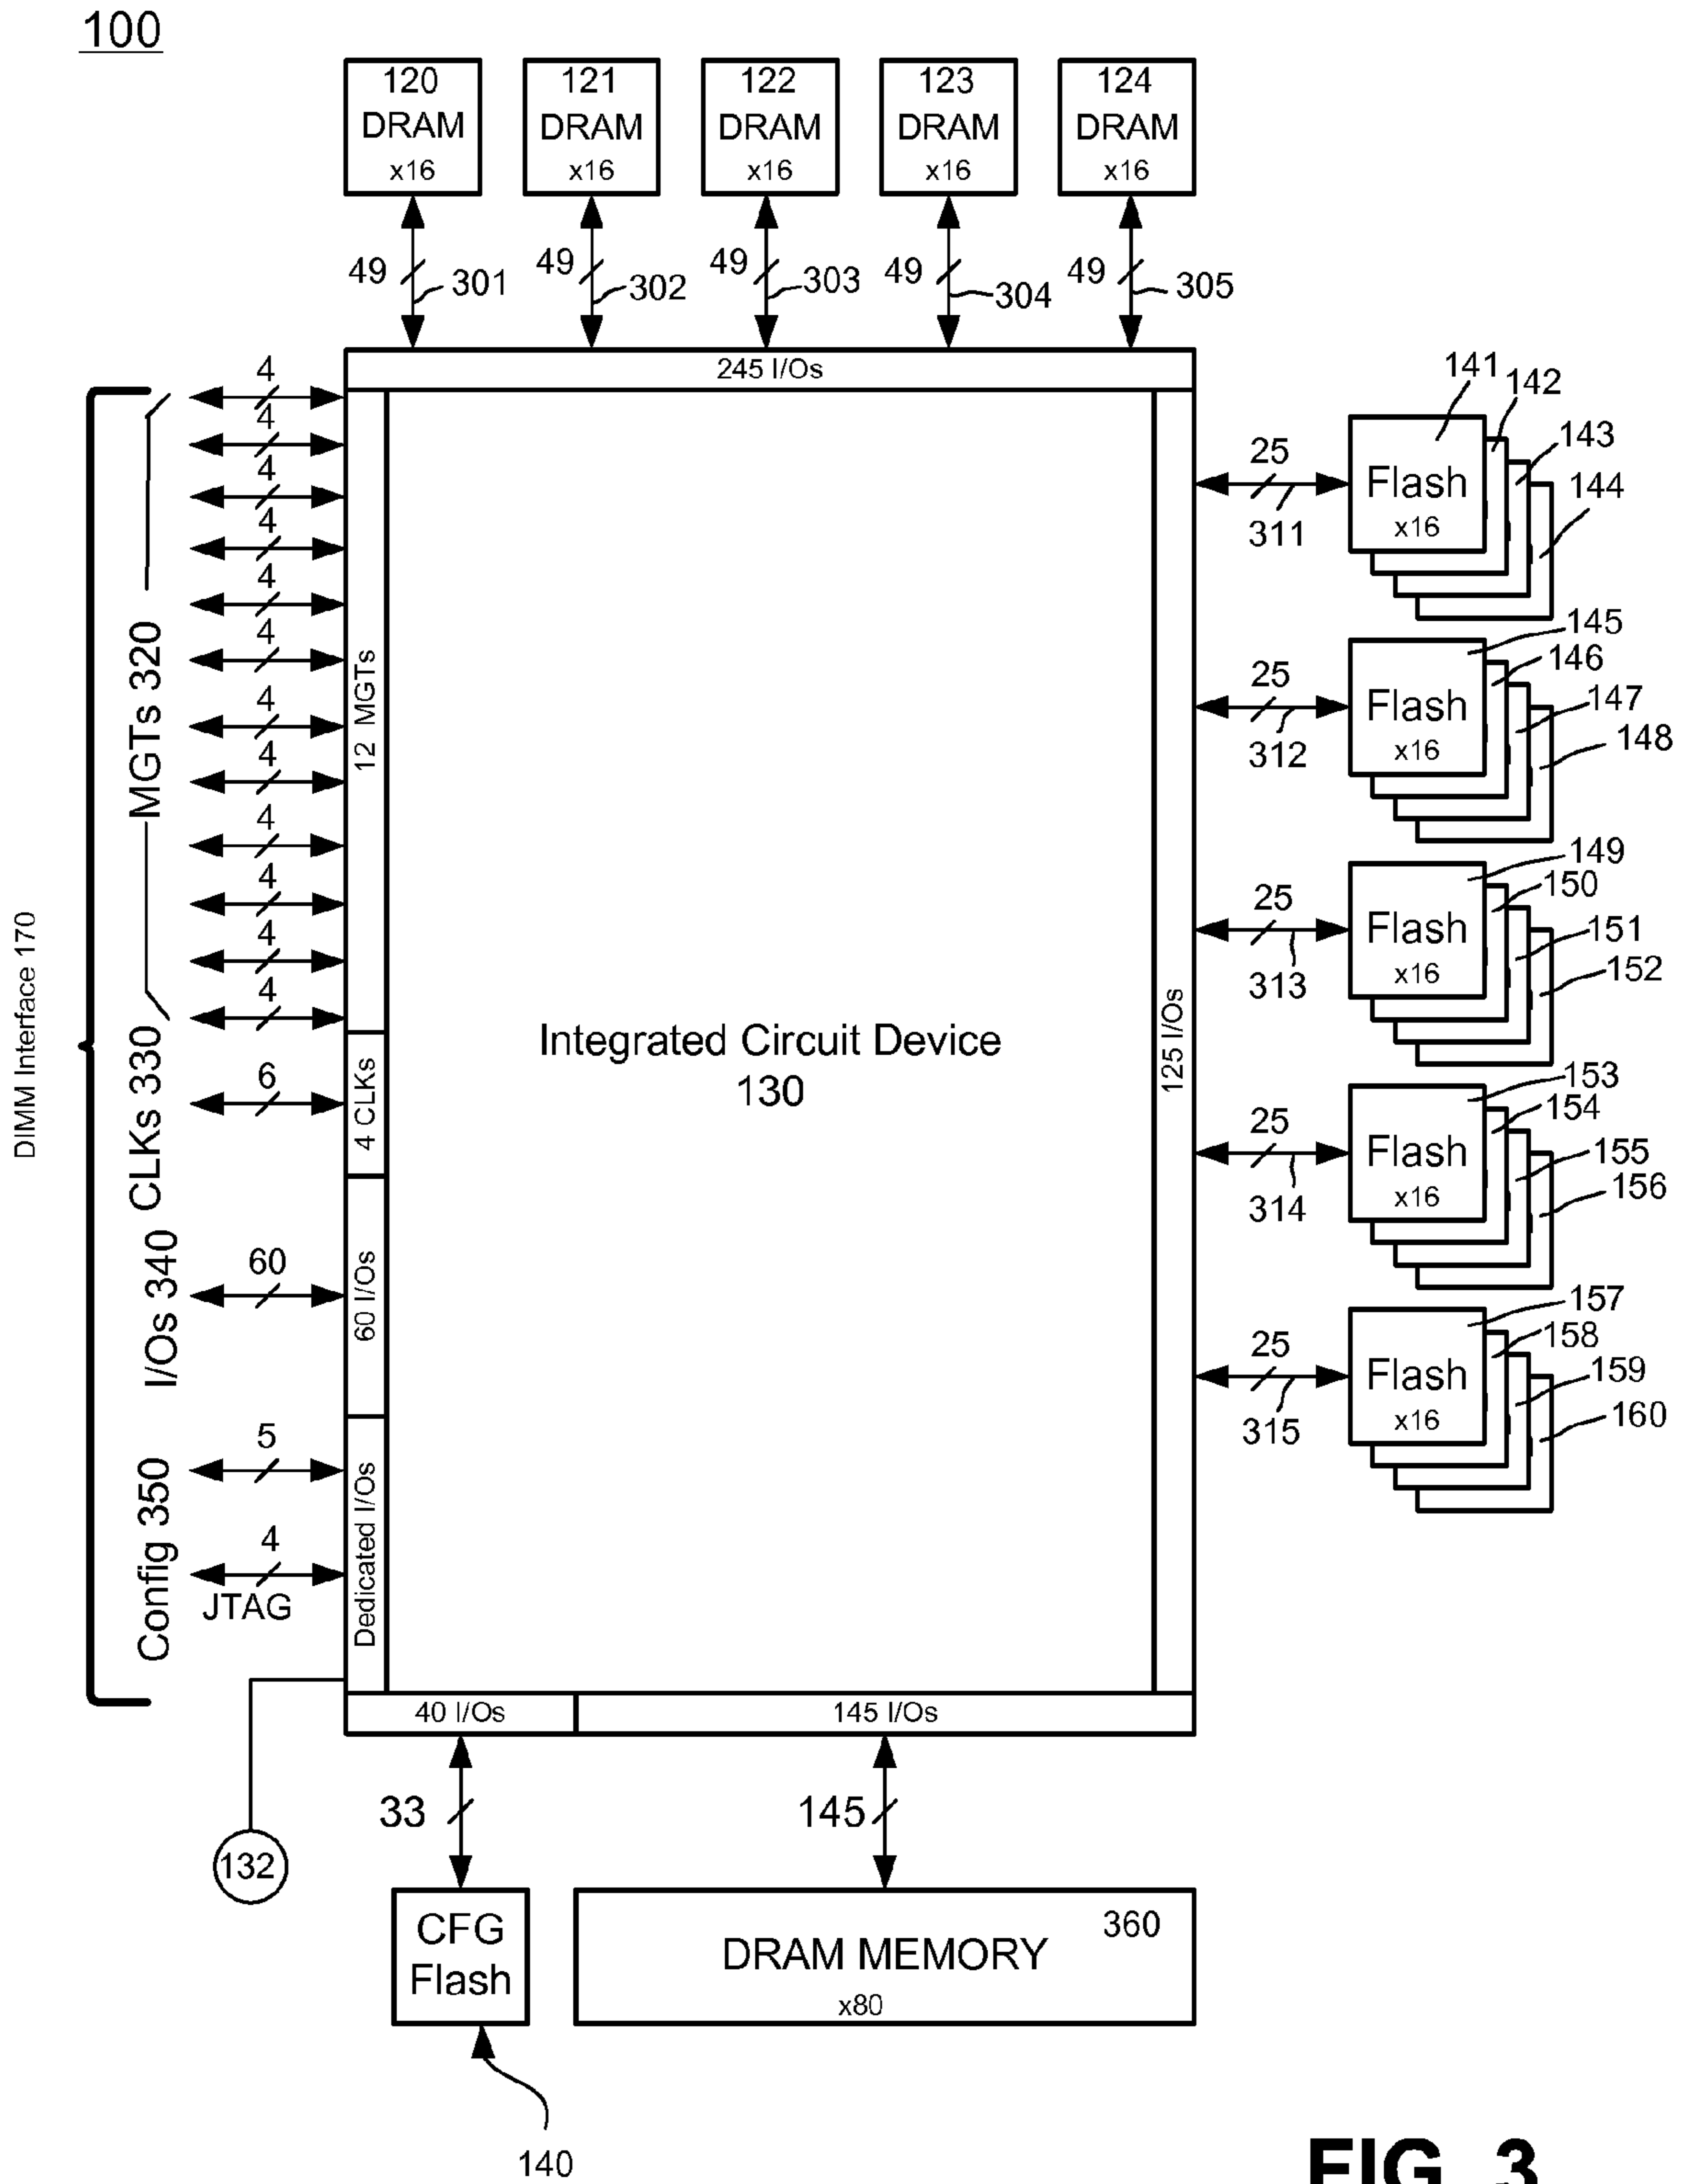 100
120 121 122 123 124
DRAM DRAM DRAM DRAM DRAM
x16 x16 x16 x16 x16
49 49 49 49 49
301 302 303 304 305
245 I/Os
DIMM Interface 170
MGTs 320
CLKs 330
I/Os 340
Config 350
4
4
4
4
4
4
4
4
4
4
4
4
6
60
5
4
JTAG
12 MGTs
4 CLKs
60 I/Os
Dedicated I/Os
Integrated Circuit Device
130
125 I/Os
141 142
143
144
25
311
Flash
x16
145
146
147
148
25
312
Flash
x16
149
150
151
152
25
313
Flash
x16
153
154
155
156
25
314
Flash
x16
157
158
159
160
25
315
Flash
x16
40 I/Os 145 I/Os
33 145
132
CFG
Flash
360
DRAM MEMORY
x80
140
FIG. 3